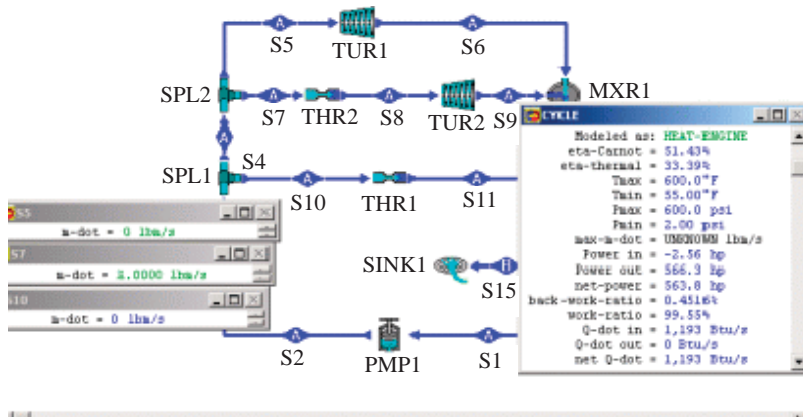 S5
TUR1
S6
SPL2
S7
THR2
S8
TUR2
S9
MXR1
S4
SPL1
S10
THR1
S11
SINK1
S15
S2
PMP1
S1
S5
m-dot = 0 lbm/s
S7
m-dot = 2.0000 lbm/s
S10
m-dot = 0 lbm/s
CYCLE
Modeled as: HEAT-ENGINE
eta-Carnot = 51.43%
eta-thermal = 33.39%
Tmax = 600.0°F
Tmin = 55.00°F
Pmax = 600.0 psi
Pmin = 2.00 psi
max-m-dot = UNKNOWN lbm/s
Power in = -2.56 hp
Power out = 566.3 hp
net-power = 563.8 hp
back-work-ratio = 0.4516%
work-ratio = 99.55%
Q-dot in = 1,193 Btu/s
Q-dot out = 0 Btu/s
net Q-dot = 1,193 Btu/s